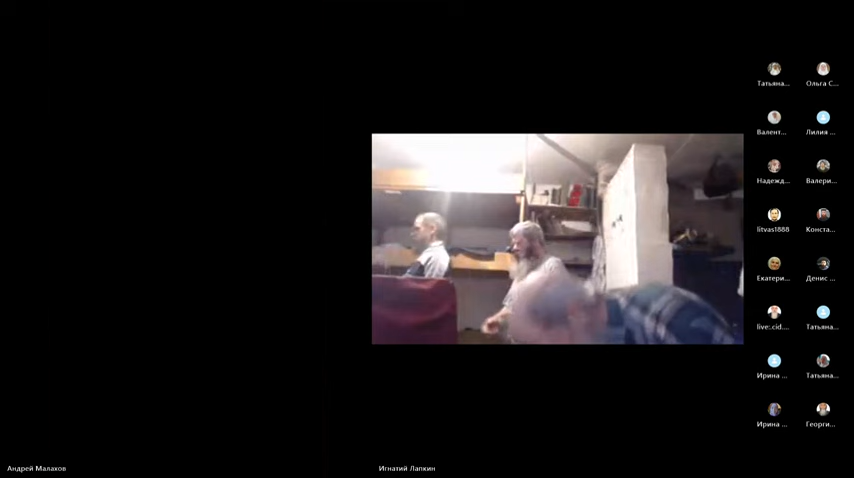 Татьяна...
Ольга С...
Валент...
Лилия ...
Надежд...
Валери...
litvas1888
Конста...
Екатери...
Денис ...
live:.cid....
Татьяна...
Ирина ...
Татьяна...
Ирина ...
Георги...
Андрей Малахов
Игнатий Лапкин